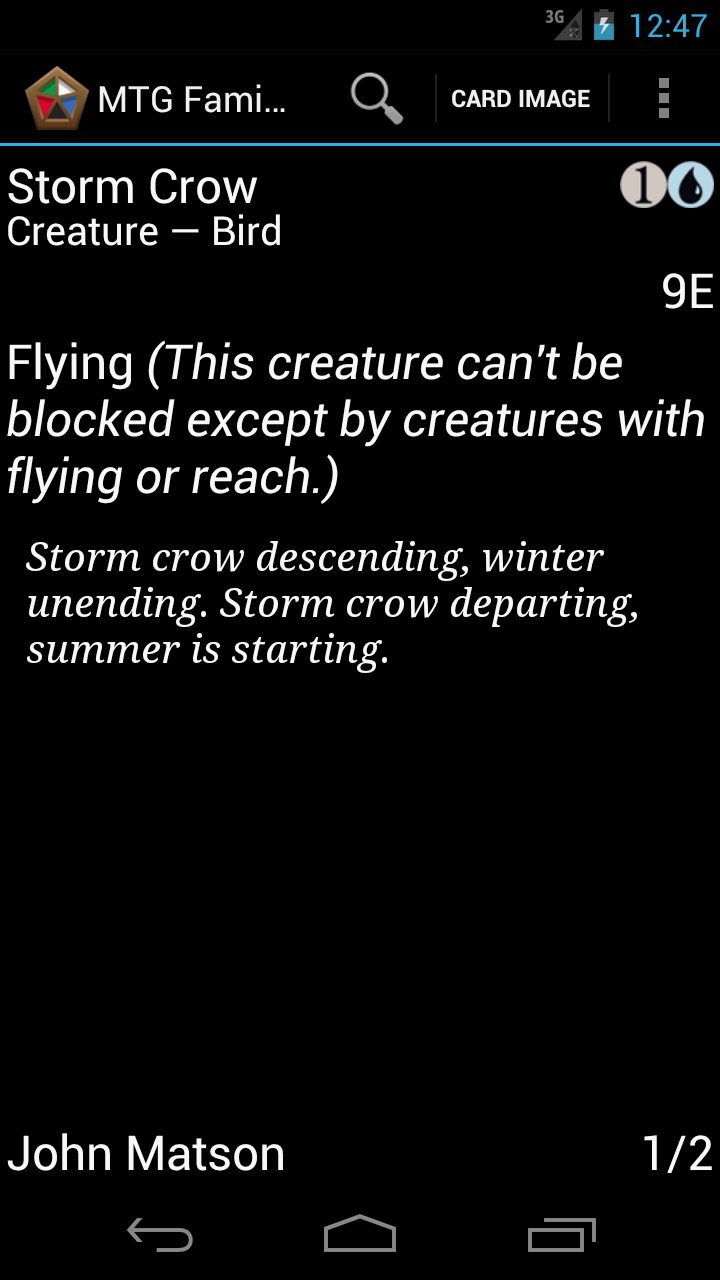 3G 12:47
MTG Fami... CARD IMAGE
Storm Crow 1
Creature — Bird
9E
Flying (This creature can't be
blocked except by creatures with
flying or reach.)
Storm crow descending, winter
unending. Storm crow departing,
summer is starting.
John Matson 1/2